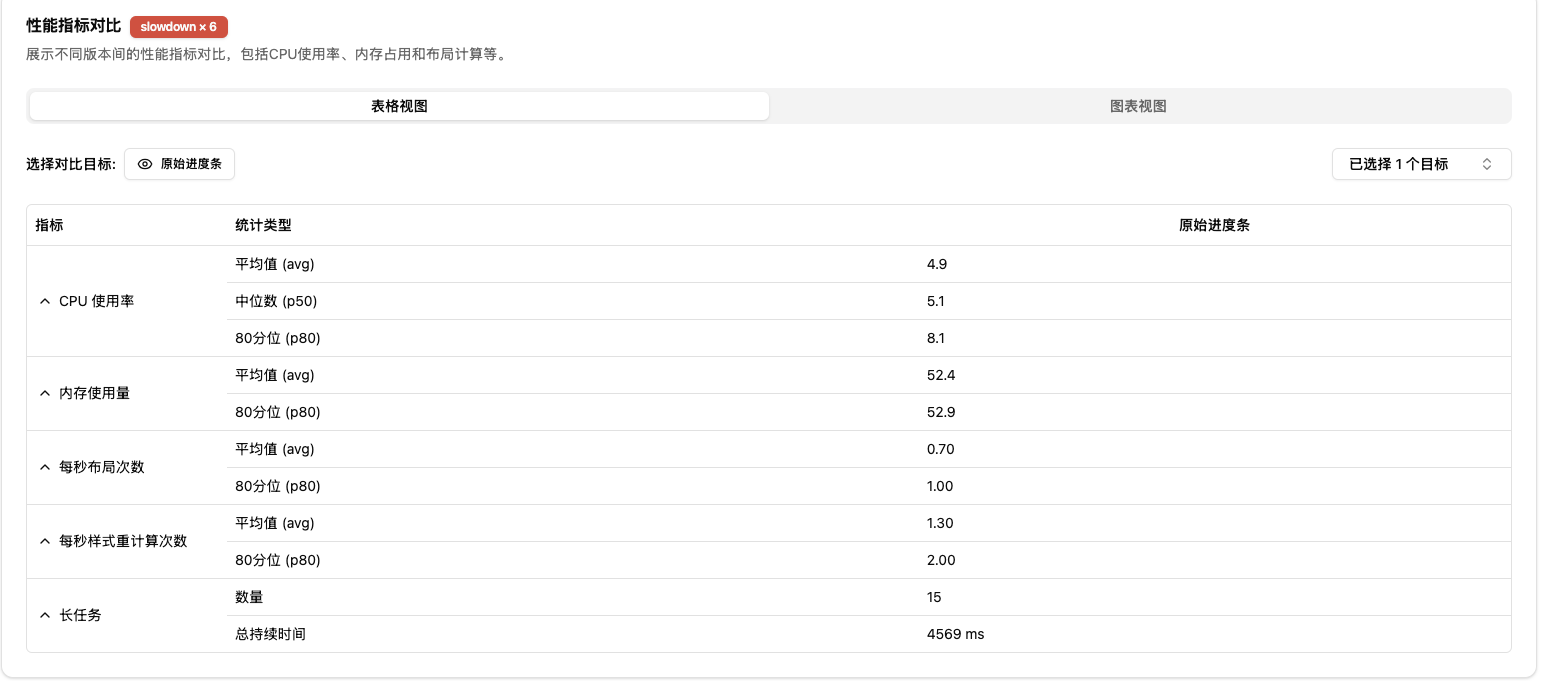 性能指标对比 slowdown × 6
展示不同版本间的性能指标对比，包括CPU使用率、内存占用和布局计算等。
表格视图 图表视图
选择对比目标: 原始进度条 已选择 1 个目标
指标 统计类型 原始进度条
CPU 使用率
平均值 (avg) 4.9
中位数 (p50) 5.1
80分位 (p80) 8.1
内存使用量
平均值 (avg) 52.4
80分位 (p80) 52.9
每秒布局次数
平均值 (avg) 0.70
80分位 (p80) 1.00
每秒样式重计算次数
平均值 (avg) 1.30
80分位 (p80) 2.00
长任务
数量 15
总持续时间 4569 ms